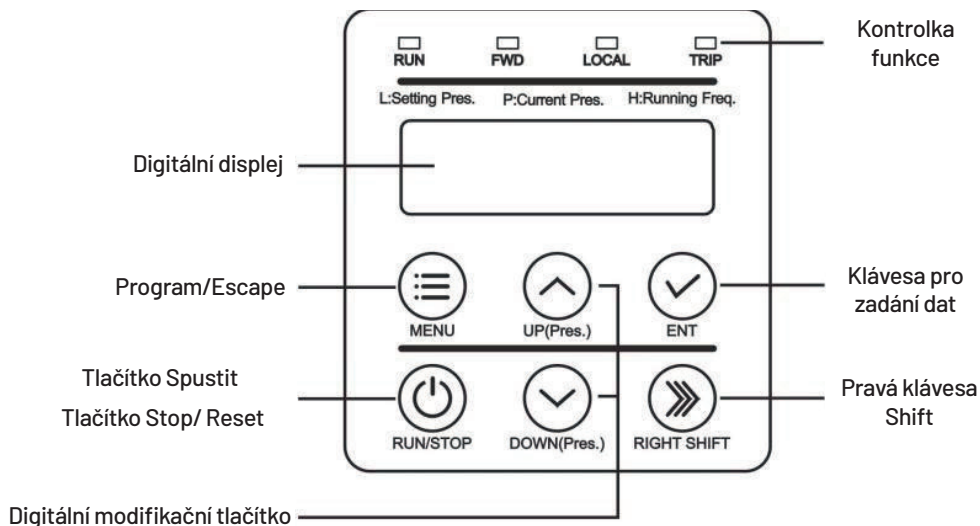 Kontrolka
funkce
RUN FWD LOCAL TRIP
L:Setting Pres. P:Current Pres. H:Running Freq.
Digitální displej
Program/Escape
MENU UP(Pres.) ENT
Klávesa pro
zadání dat
Tlačítko Spustit
Tlačítko Stop/ Reset
RUN/STOP DOWN(Pres.) RIGHT SHIFT
Pravá klávesa
Shift
Digitální modifikační tlačítko